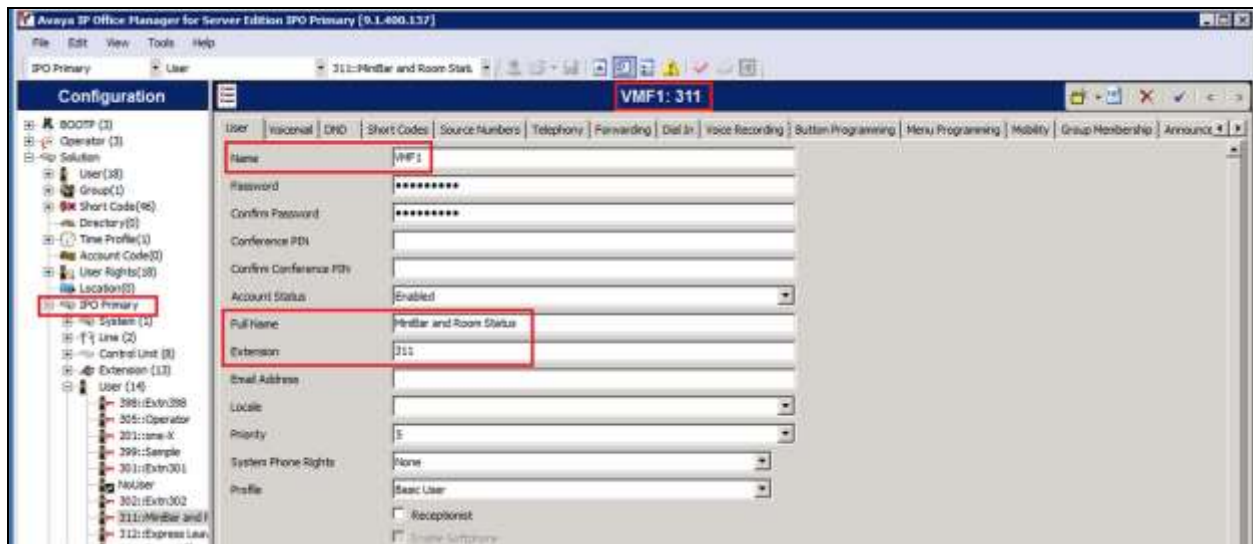 Avaya IP Office Manager for Server Edition IPO Primary [9.1.400.137]
File Edit View Tools Help
IPO Primary User 311::MiniBar and Room Stat
Configuration
VMF1: 311
BOOTP (3)
Operator (3)
Solution
User(18)
Group(1)
Short Code(96)
Directory(0)
Time Profile(1)
Account Code(0)
User Rights(18)
Location(0)
IPO Primary
System (1)
Line (2)
Control Unit (8)
Extension (13)
User (14)
398::Extn398
305::Operator
201::one-X
399::Sample
301::Extn301
NoUser
302::Extn302
311::MiniBar and R
312::Express Leav
User Voicemail DND Short Codes Source Numbers Telephony Forwarding Dial In Voice Recording Button Programming Menu Programming Mobility Group Membership Announc
Name VMF1
Password •••••••••
Confirm Password •••••••••
Conference PIN
Confirm Conference PIN
Account Status Enabled
Full Name MiniBar and Room Status
Extension 311
Email Address
Locale
Priority 5
System Phone Rights None
Profile Basic User
Receptionist
Enable Softphone